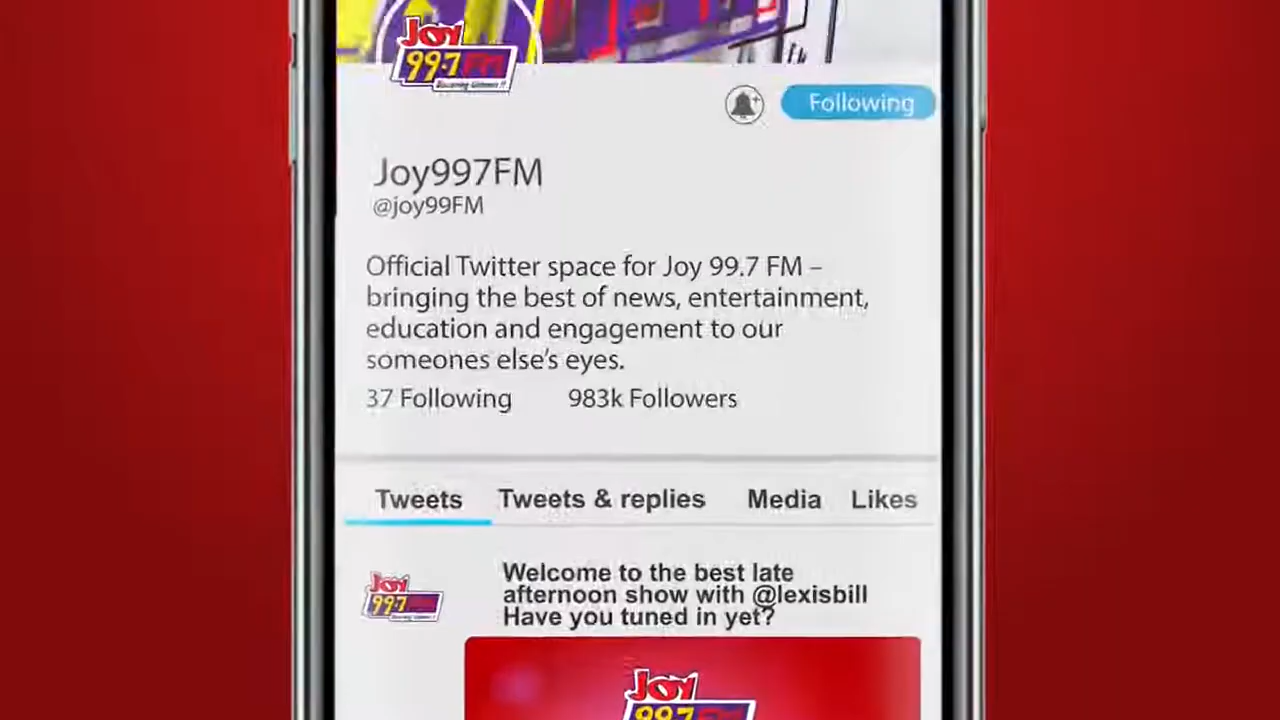 Joy
99.7 FM
Following
Joy997FM
@joy99FM
Official Twitter space for Joy 99.7 FM –
bringing the best of news, entertainment,
education and engagement to our
someones else's eyes.
37 Following 983k Followers
Tweets Tweets & replies Media Likes
Joy
99.7 FM
Welcome to the best late
afternoon show with @lexisbill
Have you tuned in yet?
Joy
99.7 FM